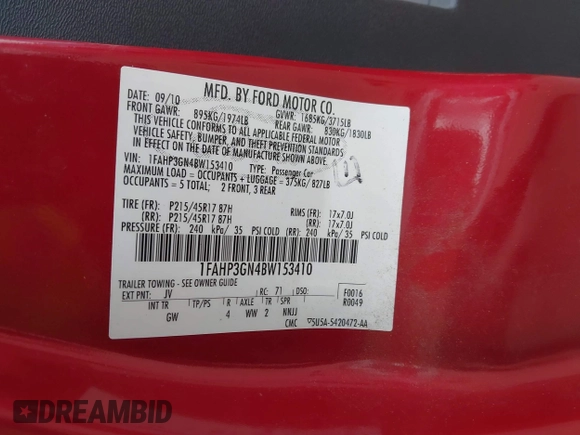 MFD. BY FORD MOTOR CO.
DATE: 09/10 GVWR: 1685KG/3715LB
FRONT GAWR: 895KG/1974LB REAR GAWR: 830KG/1830LB
THIS VEHICLE CONFORMS TO ALL APPLICABLE FEDERAL MOTOR
VEHICLE SAFETY, BUMPER, AND THEFT PREVENTION STANDARDS
IN EFFECT ON THE DATE OF MANUFACTURE SHOWN ABOVE.
VIN: 1FAHP3GN4BW153410 TYPE: Passenger Car
MAXIMUM LOAD = OCCUPANTS + LUGGAGE = 375KG/ 827LB
OCCUPANTS = 5 TOTAL; 2 FRONT, 3 REAR
TIRE (FR): P215/45R17 87H RIMS (FR): 17x7.0J
(RR): P215/45R17 87H (RR): 17x7.0J
PRESSURE (FR): 240 kPa/ 35 PSI COLD (RR): 240 kPa/ 35 PSI COLD
1FAHP3GN4BW153410
TRAILER TOWING - SEE OWNER GUIDE
EXT PNT: JV RC: 71 DSO: F0016
INT TR TP/PS R AXLE TR SPR R0049
GW 4 WW 2 NNJJ
CMC 5U5A-5420472-AA
DREAMBID